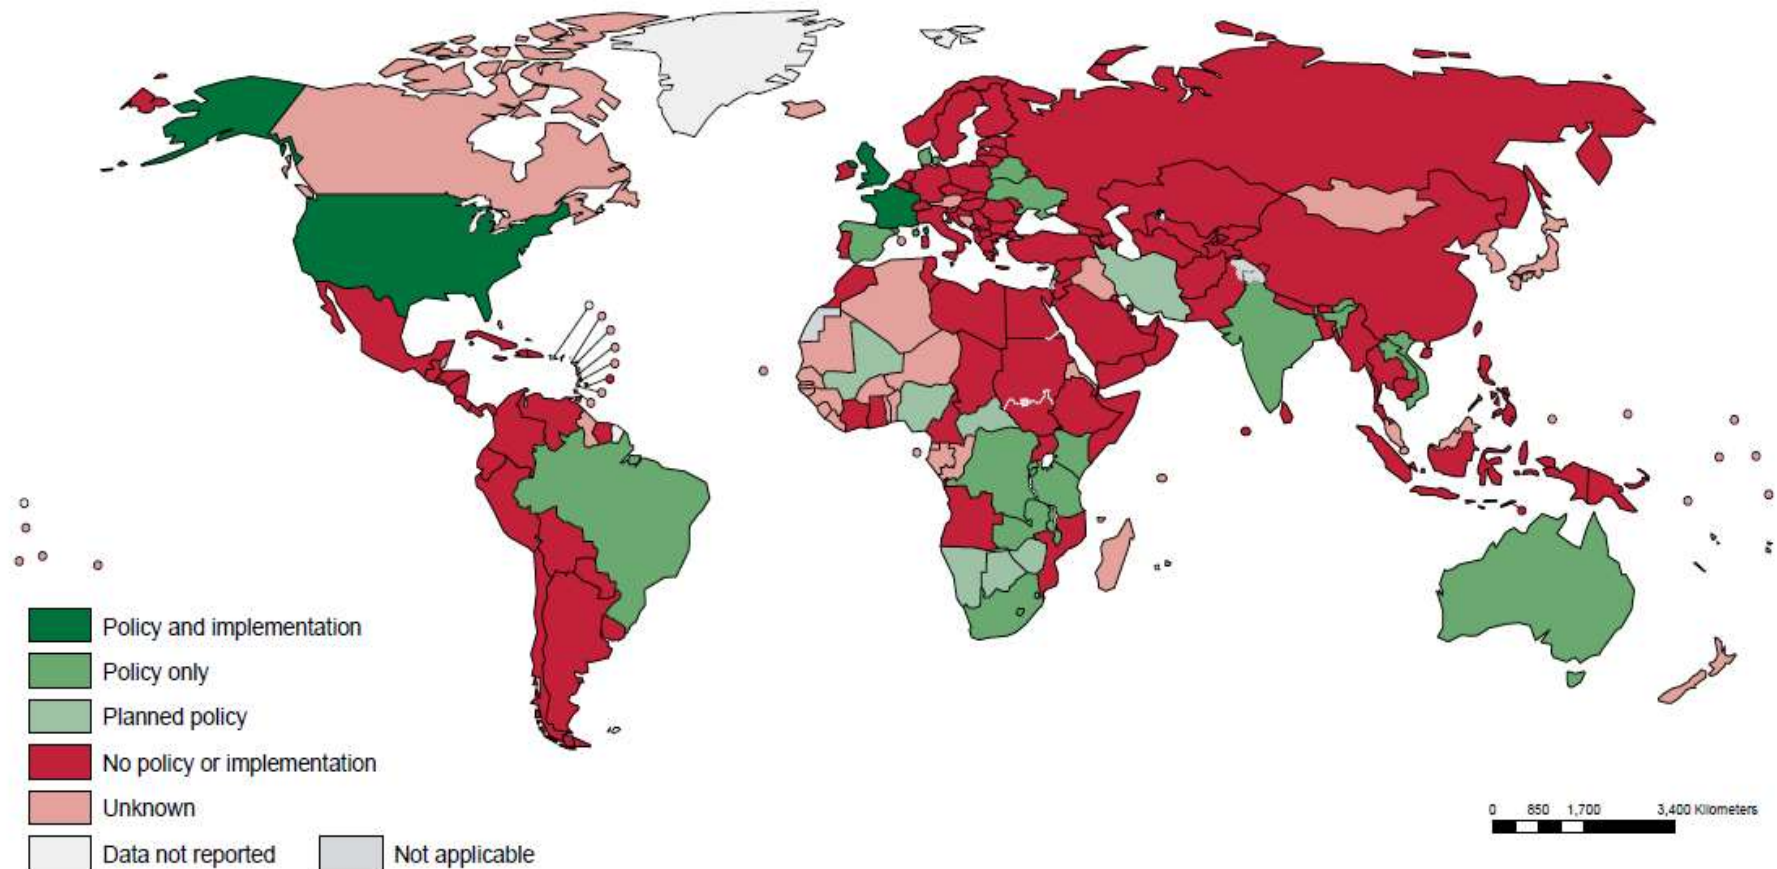 Policy and implementation
Policy only
Planned policy
No policy or implementation
Unknown
Data not reported
Not applicable
0 850 1,700 3,400 Kilometers